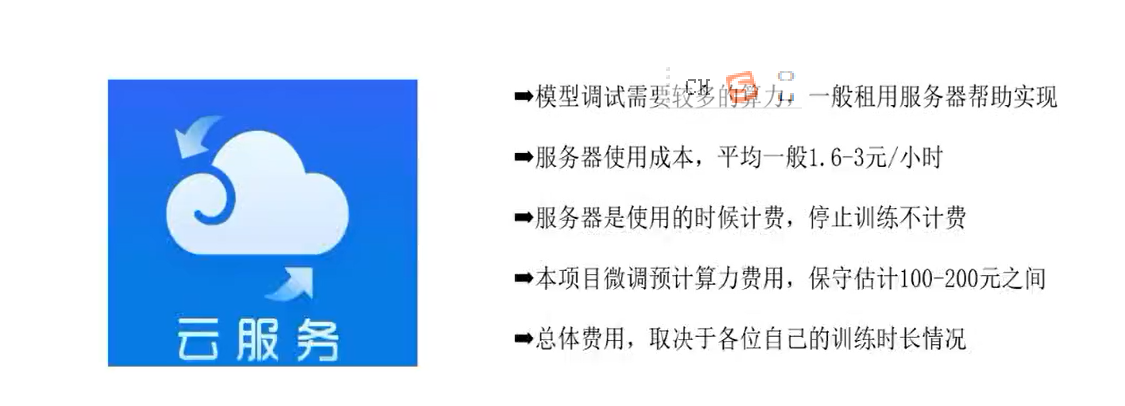 ➡模型调试需要较多的算力，一般租用服务器帮助实现
➡服务器使用成本，平均一般1.6-3元/小时
➡服务器是使用的时候计费，停止训练不计费
➡本项目微调预计算力费用，保守估计100-200元之间
➡总体费用，取决于各位自己的训练时长情况
云服务
CH